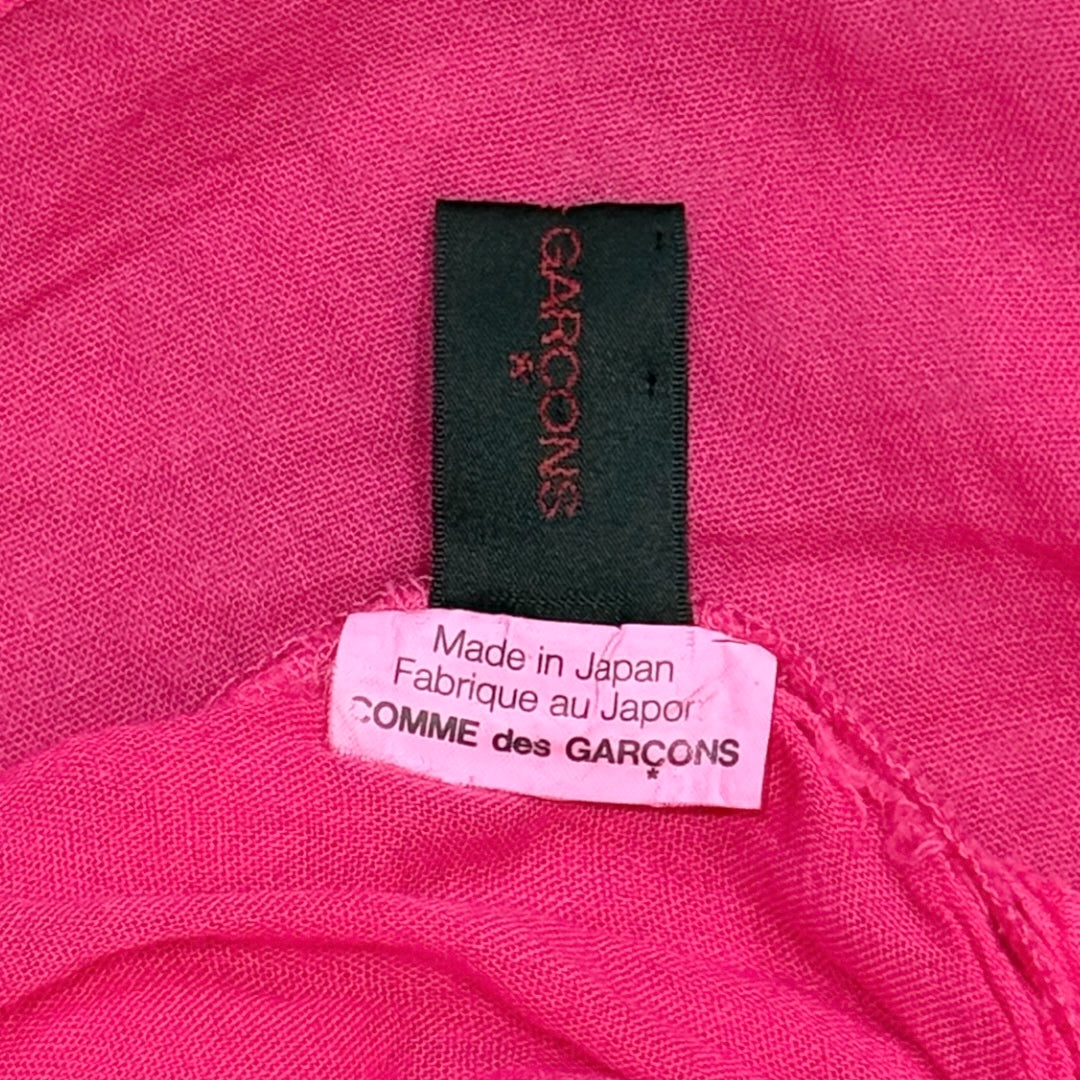 GARÇONS
*
Made in Japan
Fabrique au Japon
COMME des GARÇONS
*